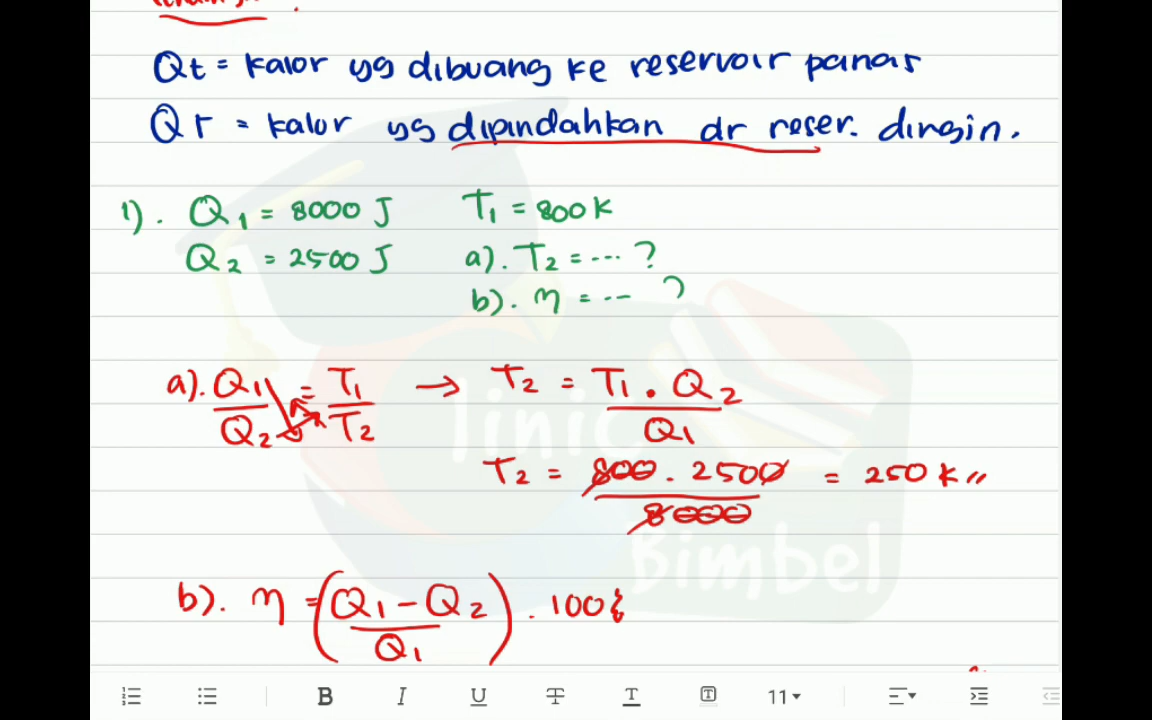 Qt = kalor yg dibuang ke reservoir panas
Qr = kalor yg dipindahkan dr reser. dingin.
1). Q1 = 8000 J T1 = 800 K
Q2 = 2500 J a). T2 = ... ?
b). η = ... ?
a). Q1/Q2 = T1/T2 → T2 = T1 . Q2/Q1
T2 = 800 . 2500/8000 = 250 K //
b). η = (Q1 - Q2/Q1) . 100%
Bimbel
B I U T T T 11